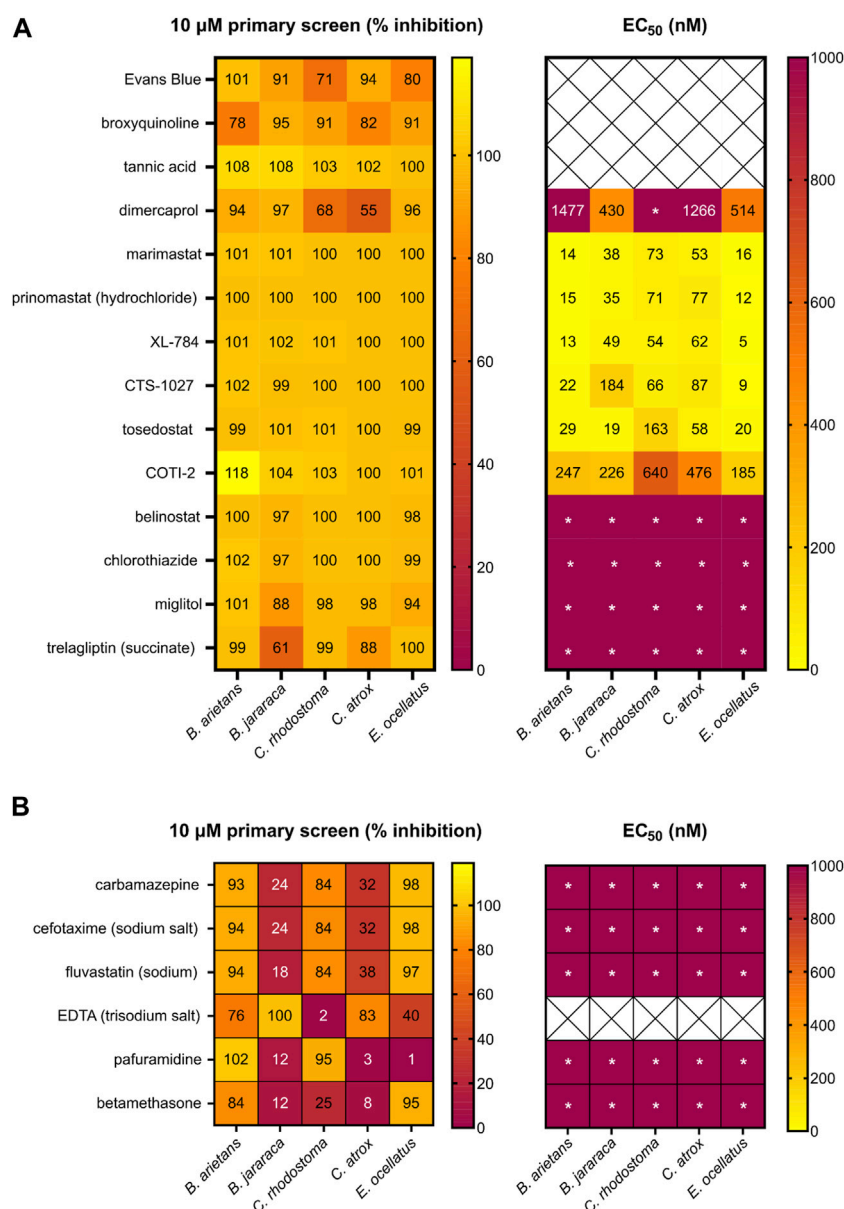 A
10 µM primary screen (% inhibition)
EC50 (nM)
Evans Blue 101 91 71 94 80
broxyquinoline 78 95 91 82 91
tannic acid 108 108 103 102 100
dimercaprol 94 97 68 55 96 1477 430 * 1266 514
marimastat 101 101 100 100 100 14 38 73 53 16
prinomastat (hydrochloride) 100 100 100 100 100 15 35 71 77 12
XL-784 101 102 101 100 100 13 49 54 62 5
CTS-1027 102 99 100 100 100 22 184 66 87 9
tosedostat 99 101 101 100 99 29 19 163 58 20
COTI-2 118 104 103 100 101 247 226 640 476 185
belinostat 100 97 100 100 98 * * * * *
chlorothiazide 102 97 100 100 99 * * * * *
miglitol 101 88 98 98 94 * * * * *
trelagliptin (succinate) 99 61 99 88 100 * * * * *
100
80
60
40
20
0
1000
800
600
400
200
0
B. arietans B. jararaca C. rhodostoma C. atrox E. ocellatus
B. arietans B. jararaca C. rhodostoma C. atrox E. ocellatus
B
10 µM primary screen (% inhibition)
EC50 (nM)
carbamazepine 93 24 84 32 98 * * * * *
cefotaxime (sodium salt) 94 24 84 32 98 * * * * *
fluvastatin (sodium) 94 18 84 38 97 * * * * *
EDTA (trisodium salt) 76 100 2 83 40
pafuramidine 102 12 95 3 1 * * * * *
betamethasone 84 12 25 8 95 * * * * *
100
80
60
40
20
0
1000
800
600
400
200
0
B. arietans B. jararaca C. rhodostoma C. atrox E. ocellatus
B. arietans B. jararaca C. rhodostoma C. atrox E. ocellatus